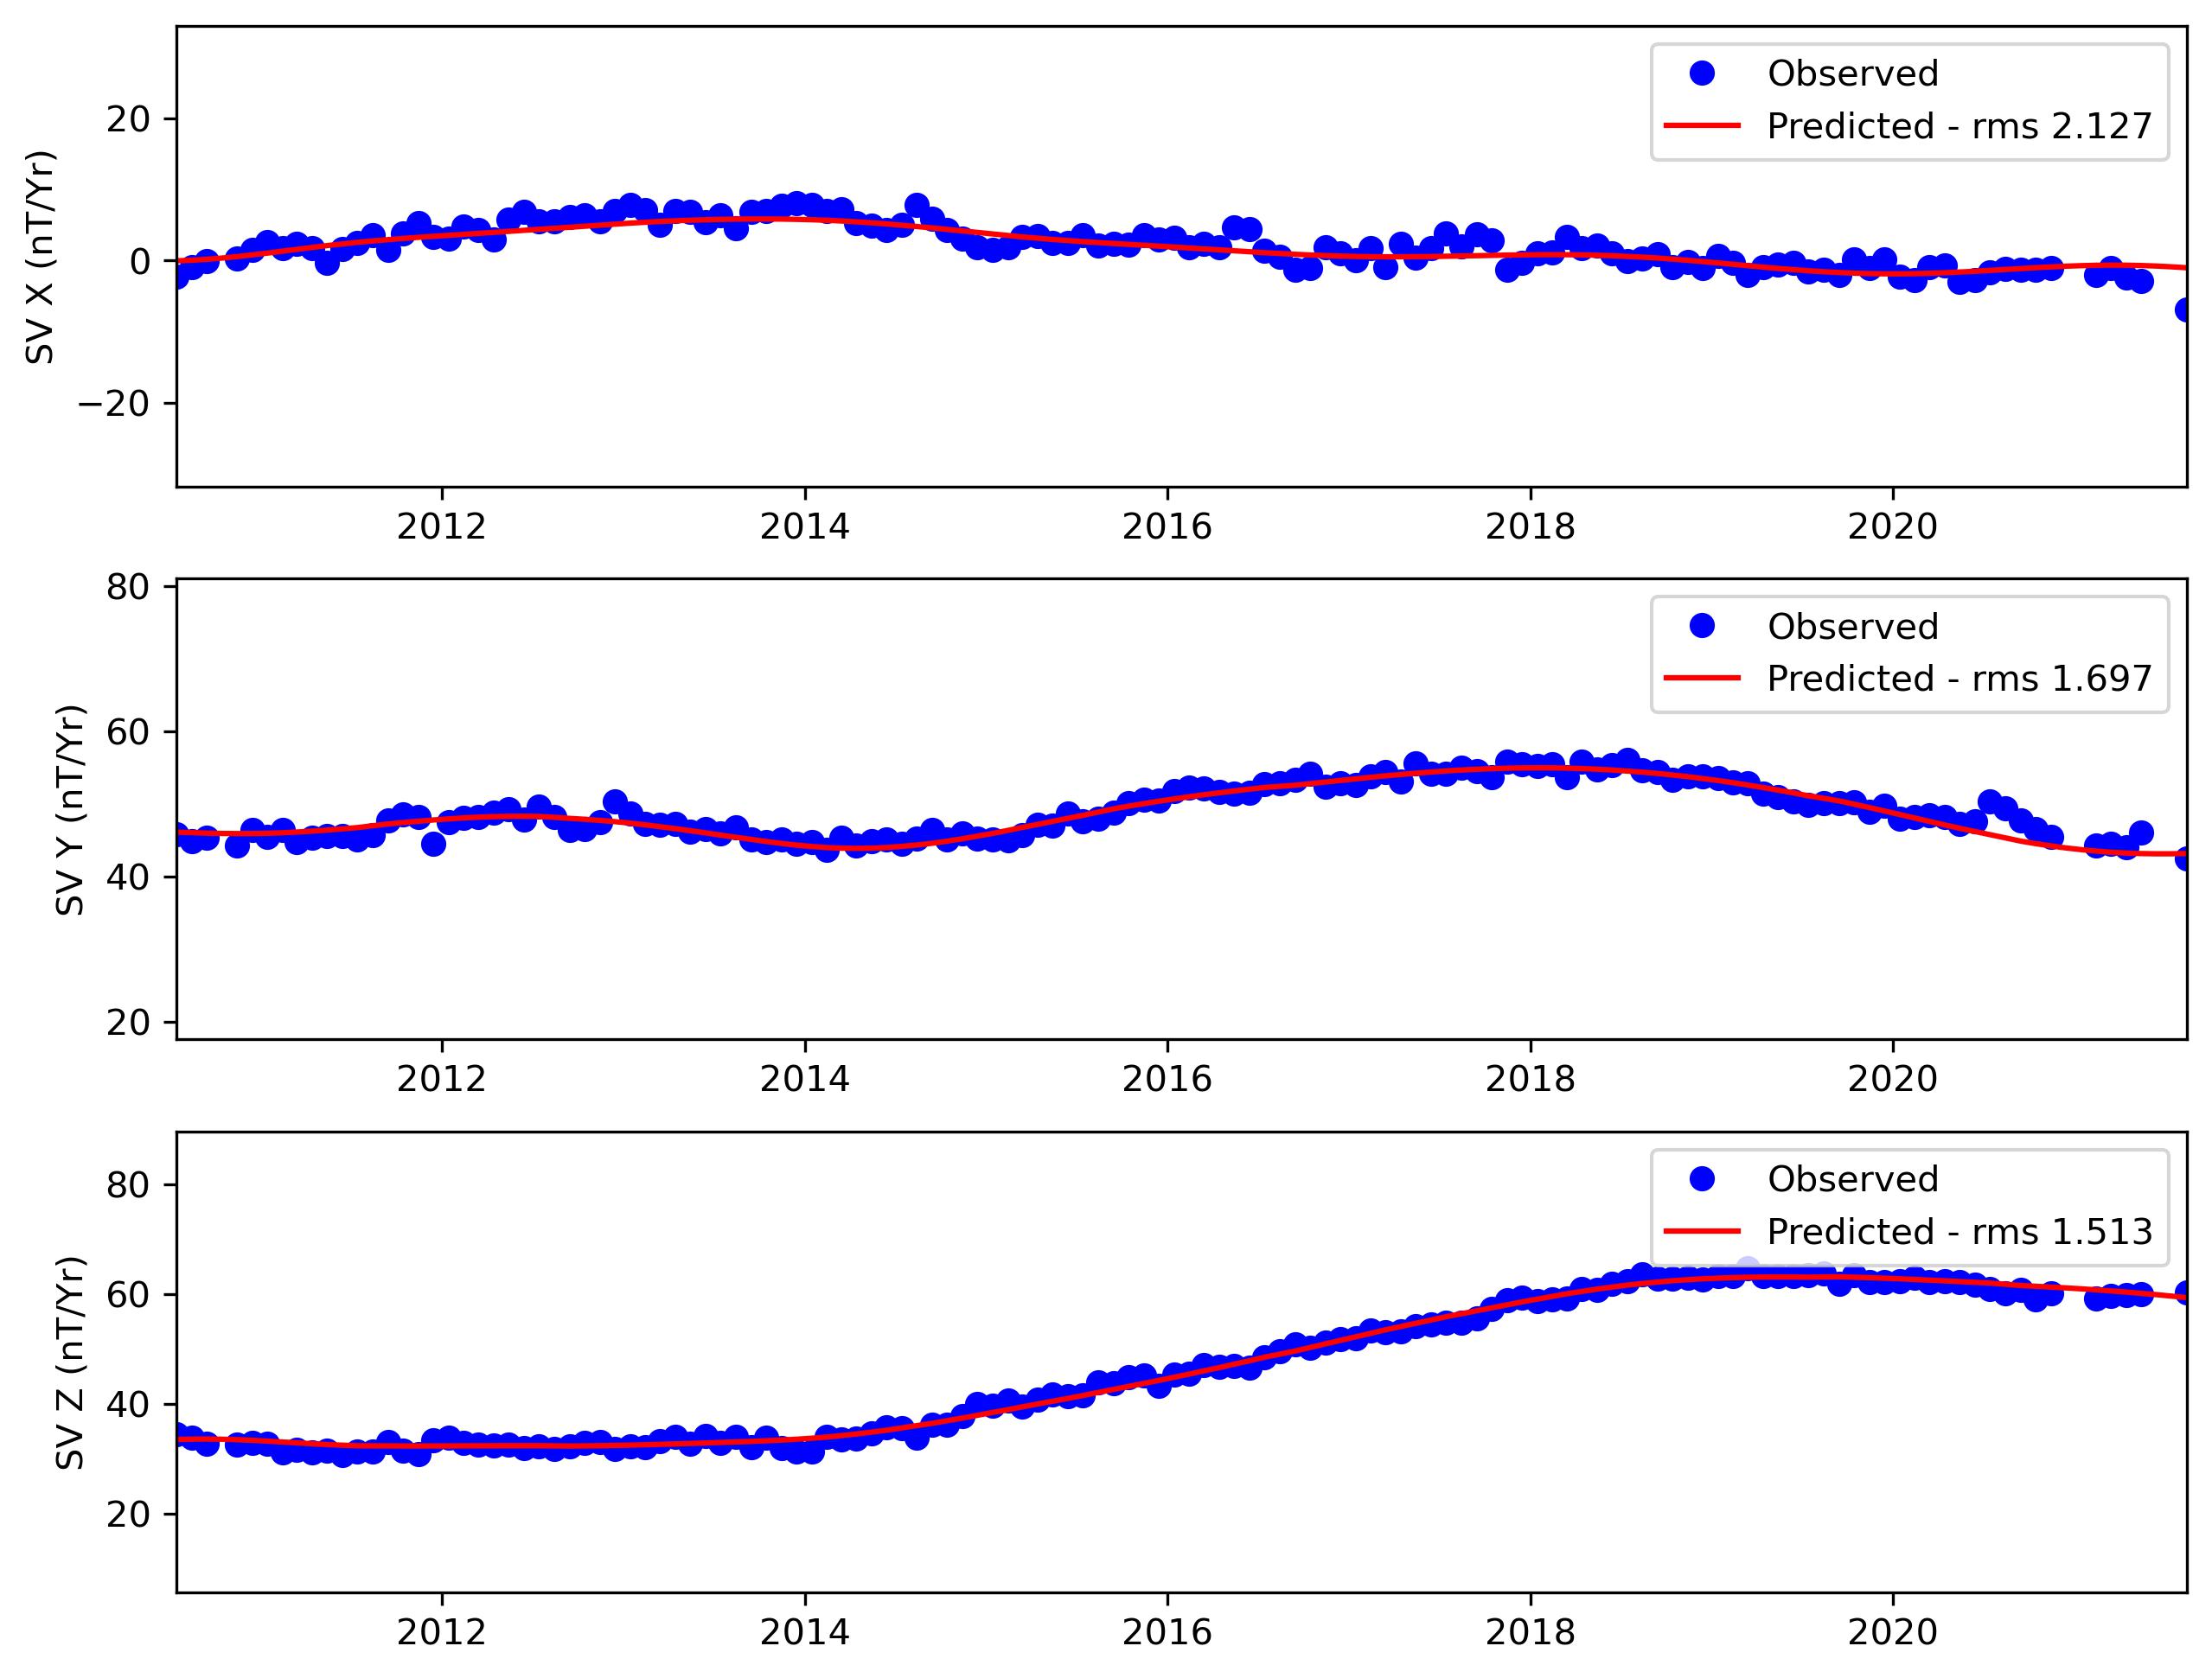 SV X (nT/Yr)
20
0
−20
Observed
Predicted - rms 2.127
2012 2014 2016 2018 2020
SV Y (nT/Yr)
80
60
40
20
Observed
Predicted - rms 1.697
2012 2014 2016 2018 2020
SV Z (nT/Yr)
80
60
40
20
Observed
Predicted - rms 1.513
2012 2014 2016 2018 2020